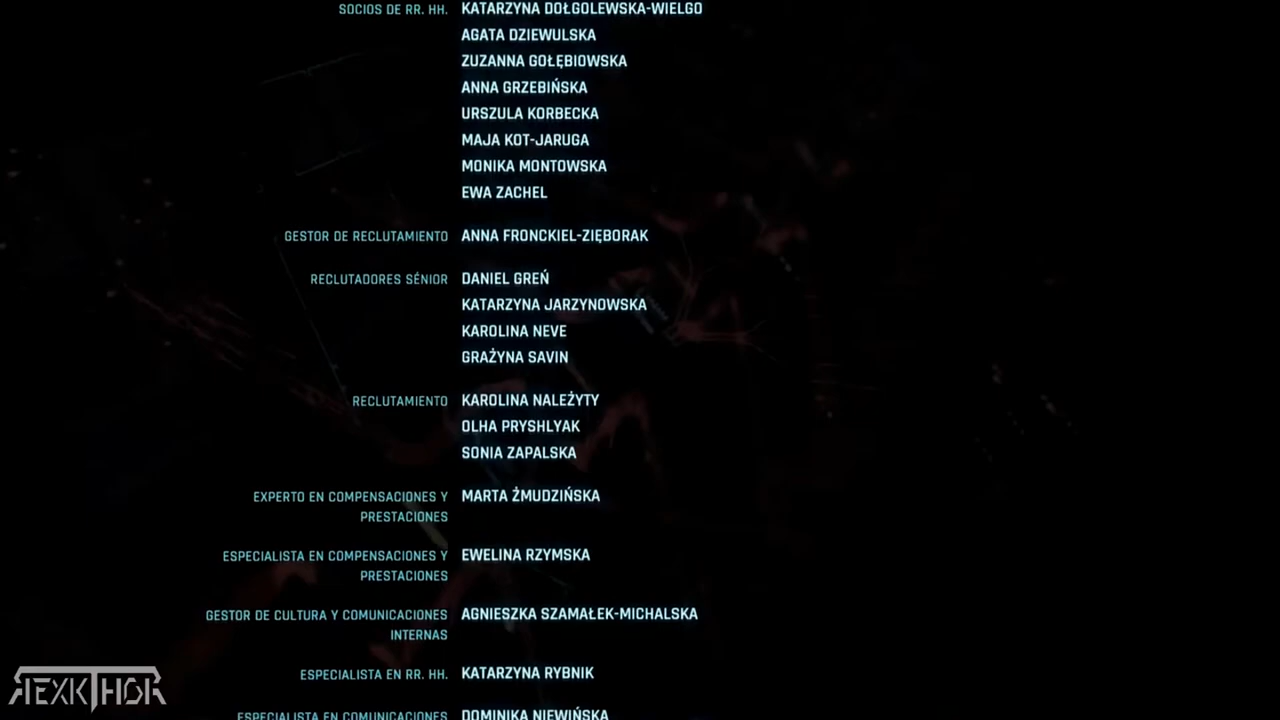 SOCIOS DE RR. HH. KATARZYNA DOŁGOLEWSKA-WIELGO
AGATA DZIEWULSKA
ZUZANNA GOŁĘBIOWSKA
ANNA GRZEBIŃSKA
URSZULA KORBECKA
MAJA KOT-JARUGA
MONIKA MONTOWSKA
EWA ZACHEL
GESTOR DE RECLUTAMIENTO ANNA FRONCKIEL-ZIĘBORAK
RECLUTADORES SÉNIOR DANIEL GREŃ
KATARZYNA JARZYNOWSKA
KAROLINA NEVE
GRAŻYNA SAVIN
RECLUTAMIENTO KAROLINA NALEŻYTY
OLHA PRYSHLYAK
SONIA ZAPALSKA
EXPERTO EN COMPENSACIONES Y MARTA ŻMUDZIŃSKA
PRESTACIONES
ESPECIALISTA EN COMPENSACIONES Y EWELINA RZYMSKA
PRESTACIONES
GESTOR DE CULTURA Y COMUNICACIONES AGNIESZKA SZAMAŁEK-MICHALSKA
INTERNAS
ESPECIALISTA EN RR. HH. KATARZYNA RYBNIK
ESPECIALISTA EN COMUNICACIONES DOMINIKA NIEWIŃSKA
REXKTHOR